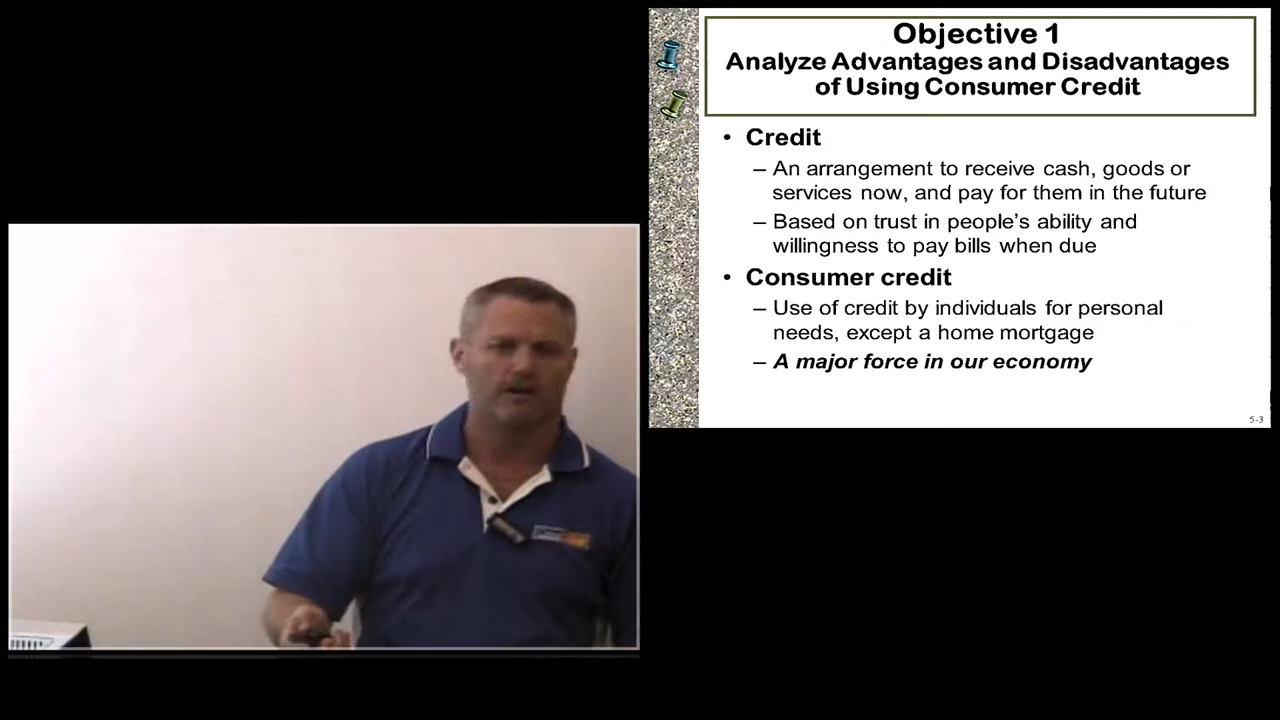 Objective 1
Analyze Advantages and Disadvantages
of Using Consumer Credit
• Credit
– An arrangement to receive cash, goods or
services now, and pay for them in the future
– Based on trust in people's ability and
willingness to pay bills when due
• Consumer credit
– Use of credit by individuals for personal
needs, except a home mortgage
– A major force in our economy
5-3